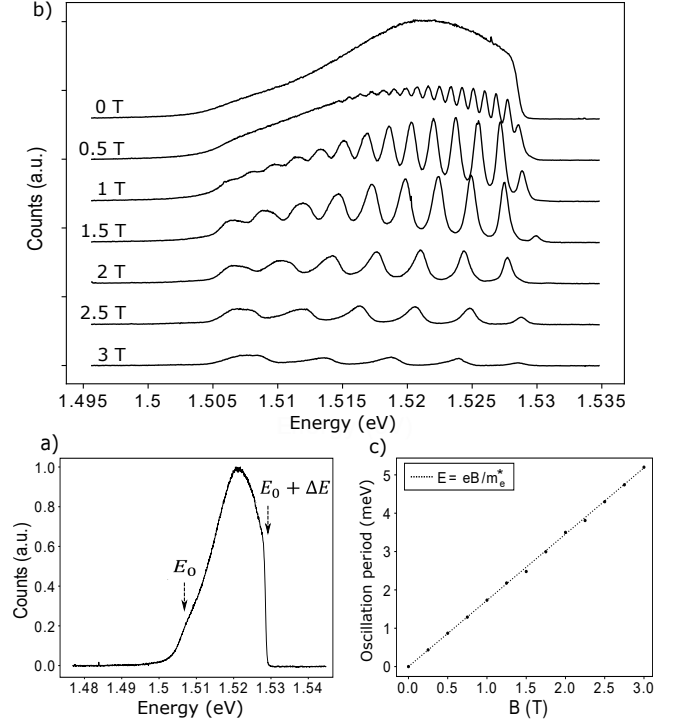 b)
0 T
0.5 T
1 T
1.5 T
2 T
2.5 T
3 T
Counts (a.u.)
1.495 1.5 1.505 1.51 1.515 1.52 1.525 1.53 1.535
Energy (eV)
a)
1.0
0.8
0.6
0.4
0.2
0.0
E₀
E₀ + ΔE
Counts (a.u.)
1.48 1.49 1.5 1.51 1.52 1.53 1.54
Energy (eV)
c)
E = eB/m*ₑ
5
4
3
2
1
0
Oscillation period (meV)
0.0 0.5 1.0 1.5 2.0 2.5 3.0
B (T)